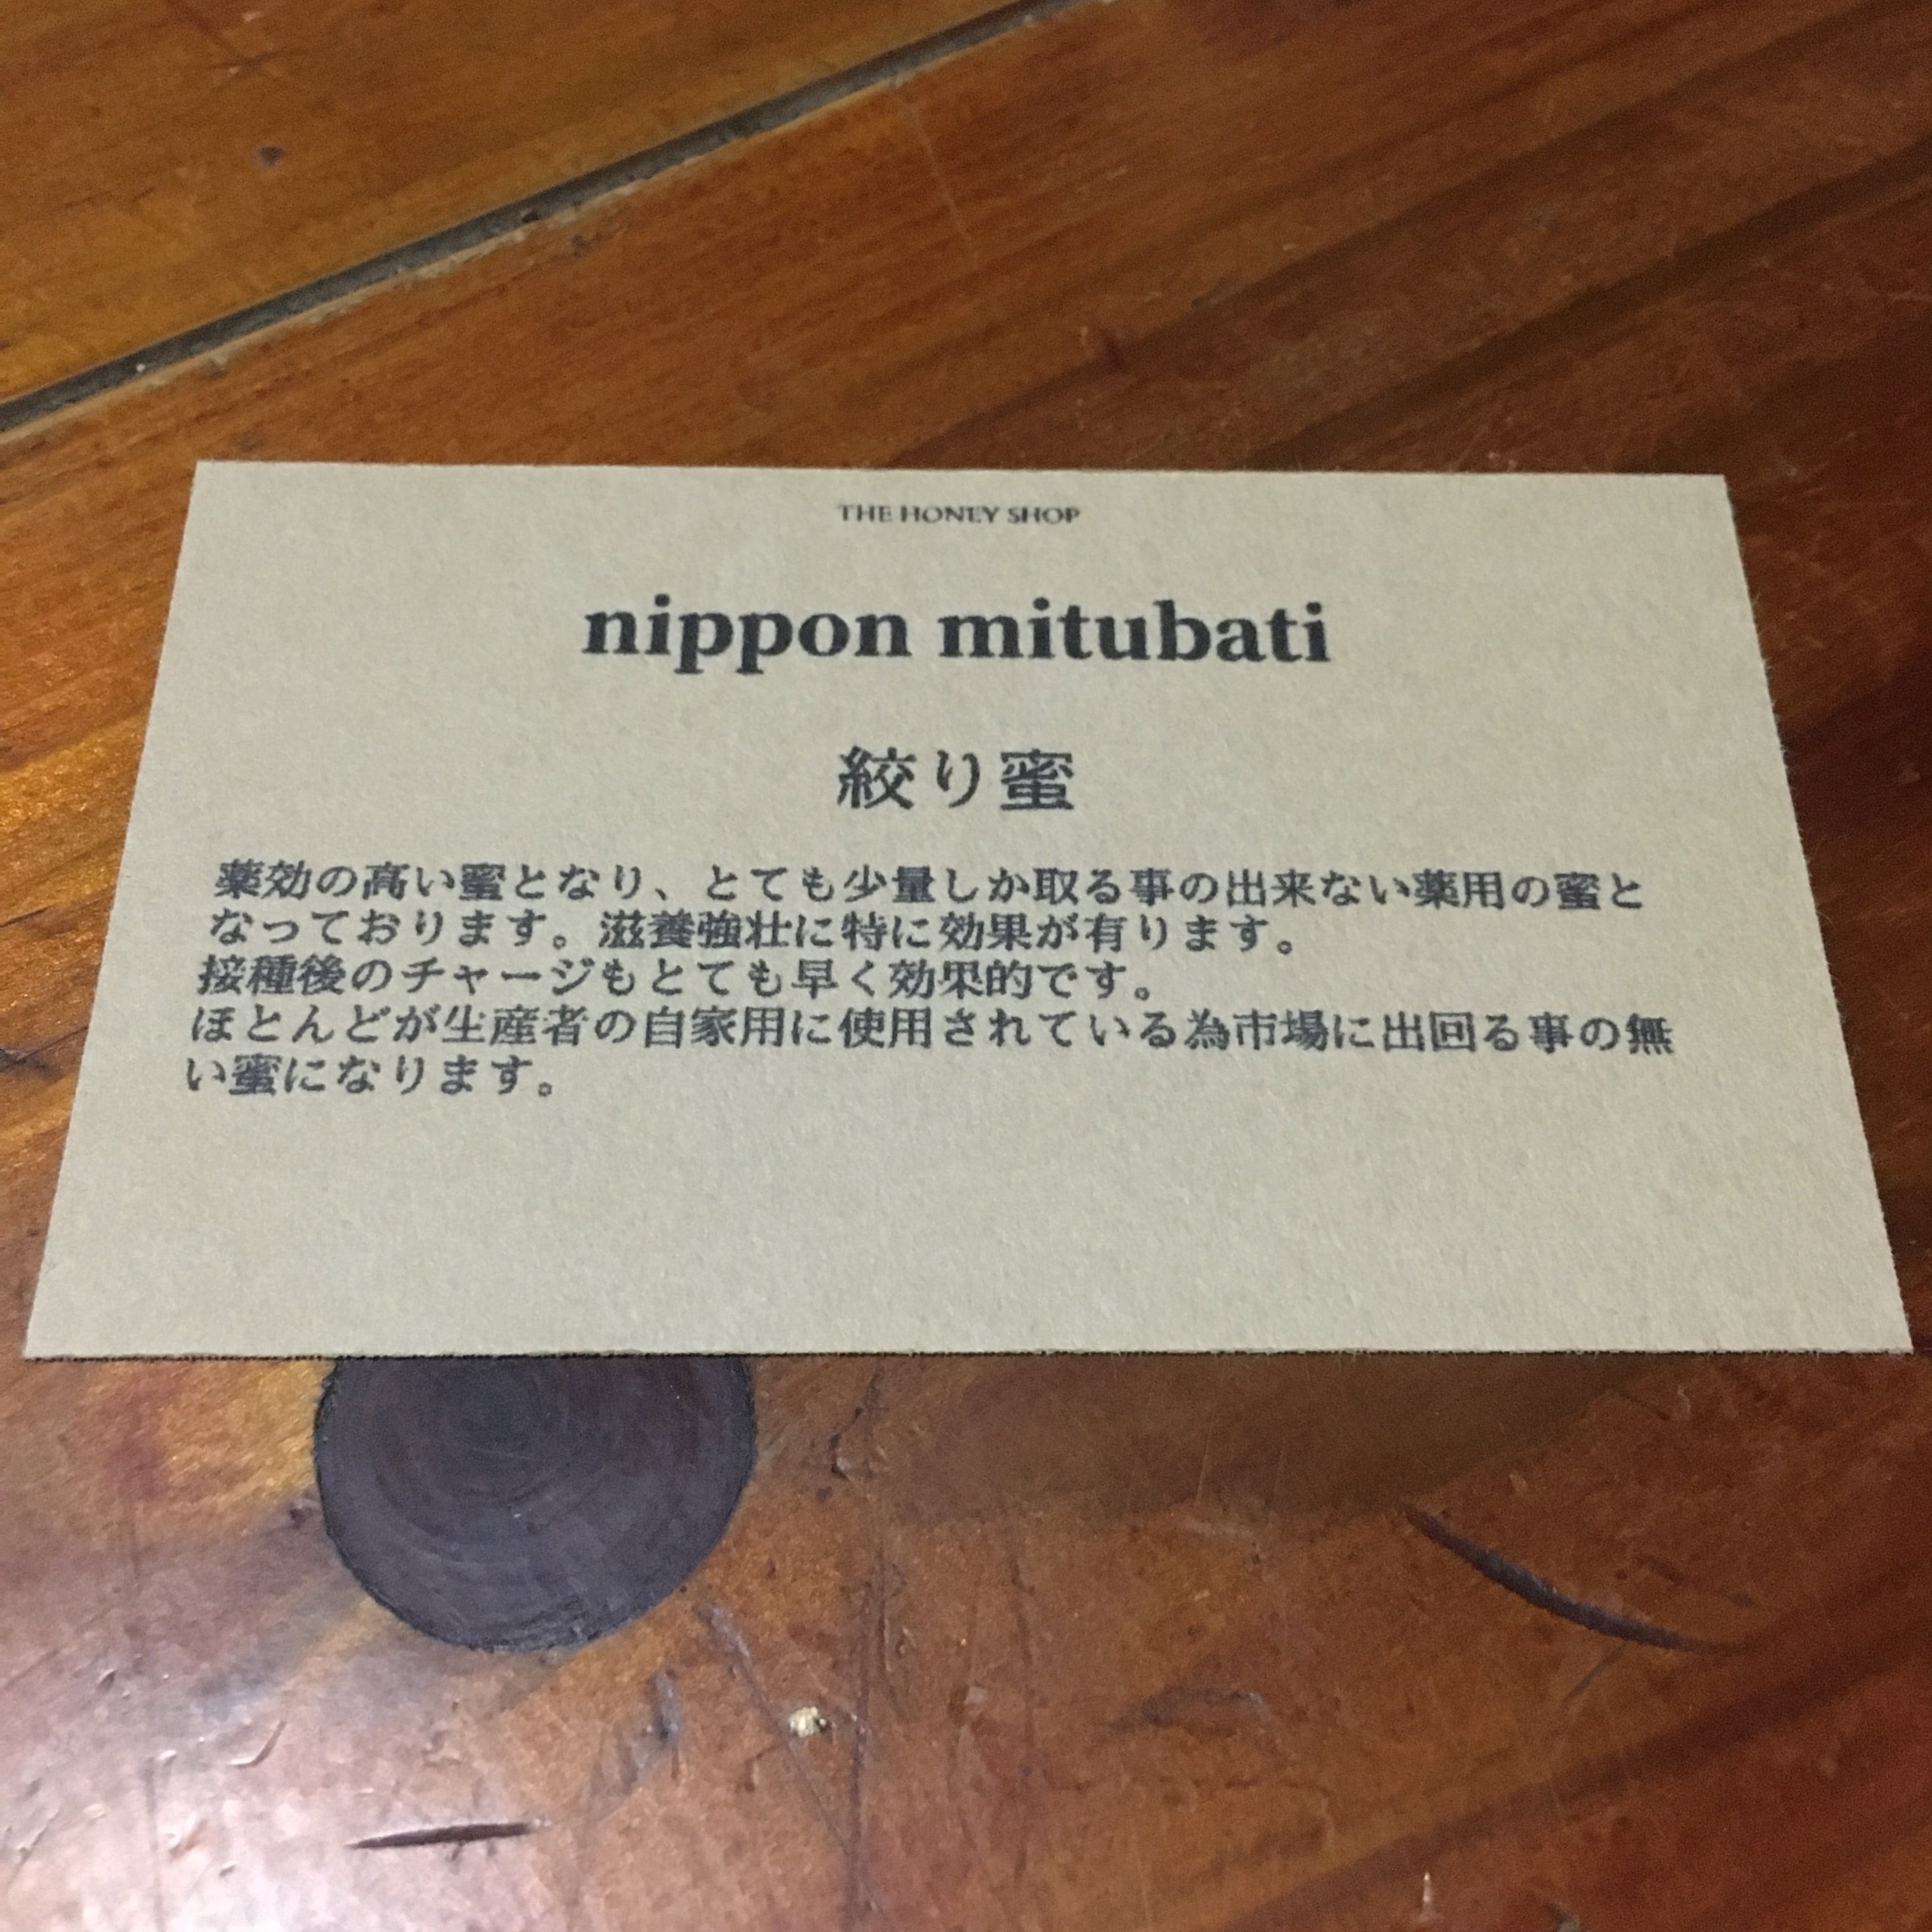 THE HONEY SHOP
nippon mitubati
絞り蜜
薬効の高い蜜となり、とても少量しか取る事の出来ない薬用の蜜と
なっております。滋養強壮に特に効果が有ります。
接種後のチャージもとても早く効果的です。
ほとんどが生産者の自家用に使用されている為市場に出回る事の無
い蜜になります。